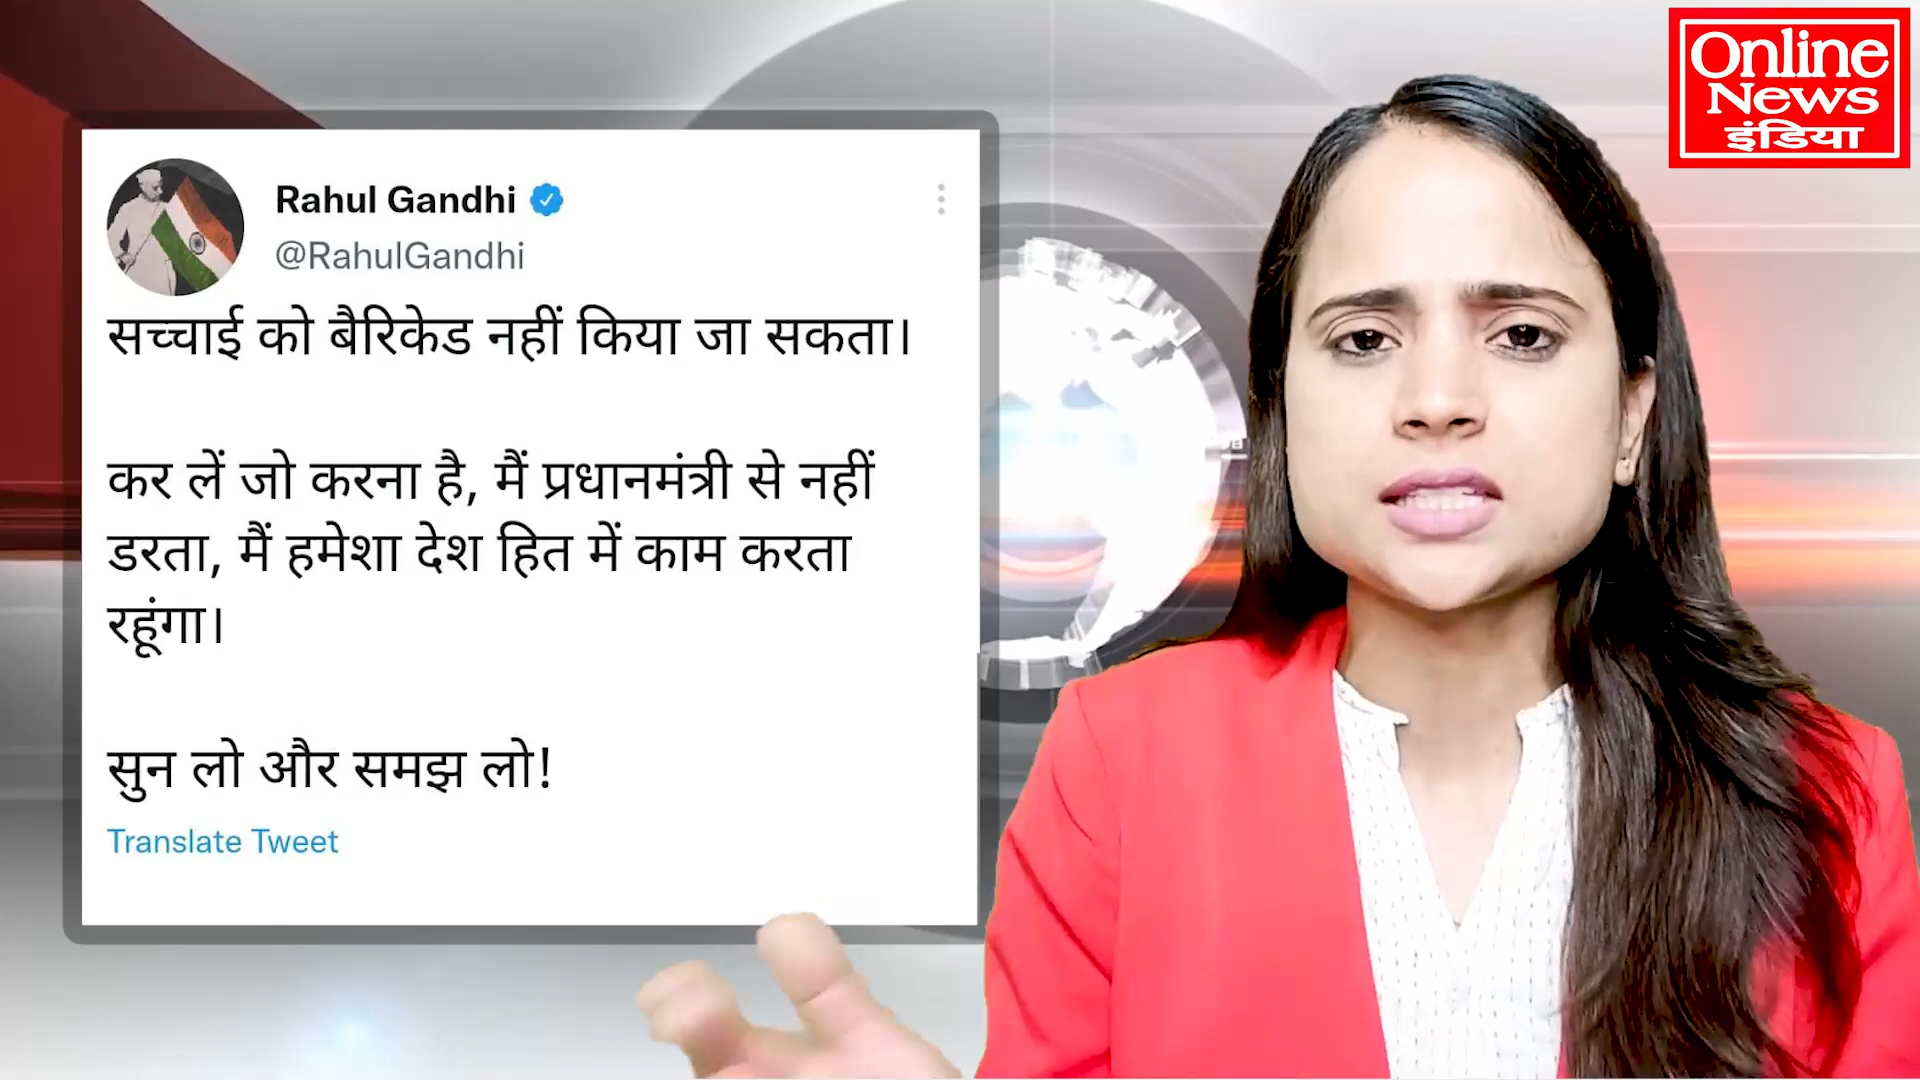 Rahul Gandhi
@RahulGandhi
सच्चाई को बैरिकेड नहीं किया जा सकता।
कर लें जो करना है, मैं प्रधानमंत्री से नहीं
डरता, मैं हमेशा देश हित में काम करता
रहूंगा।
सुन लो और समझ लो!
Translate Tweet
Online
News
इंडिया